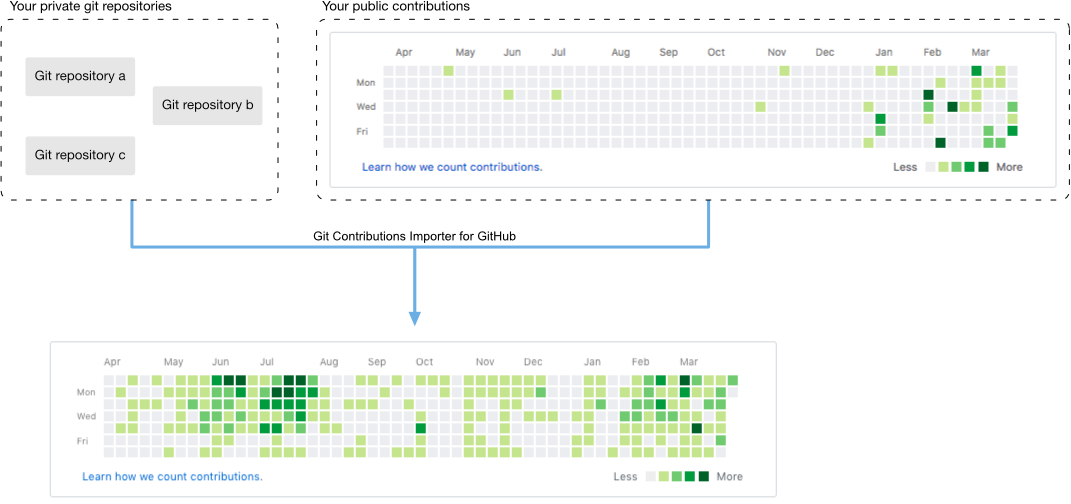 Your private git repositories
Your public contributions
Git repository a
Git repository b
Git repository c
Apr May Jun Jul Aug Sep Oct Nov Dec Jan Feb Mar
Mon
Wed
Fri
Learn how we count contributions.
Less More
Git Contributions Importer for GitHub
Apr May Jun Jul Aug Sep Oct Nov Dec Jan Feb Mar
Mon
Wed
Fri
Learn how we count contributions.
Less More